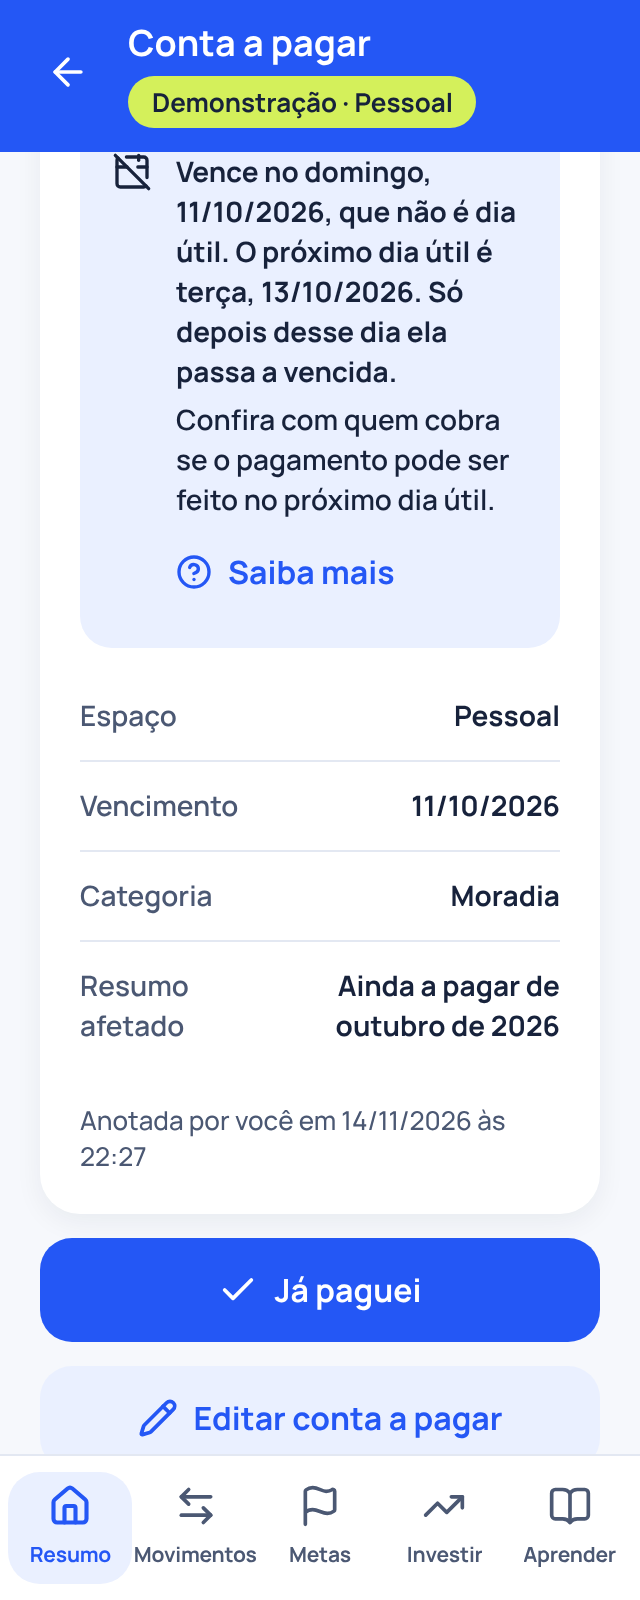 Conta a pagar
Demonstração · Pessoal
Vence no domingo,
11/10/2026, que não é dia
útil. O próximo dia útil é
terça, 13/10/2026. Só
depois desse dia ela
passa a vencida.
Confira com quem cobra
se o pagamento pode ser
feito no próximo dia útil.
Saiba mais
Espaço Pessoal
Vencimento 11/10/2026
Categoria Moradia
Resumo Ainda a pagar de
afetado outubro de 2026
Anotada por você em 14/11/2026 às
22:27
Já paguei
Editar conta a pagar
Resumo Movimentos Metas Investir Aprender